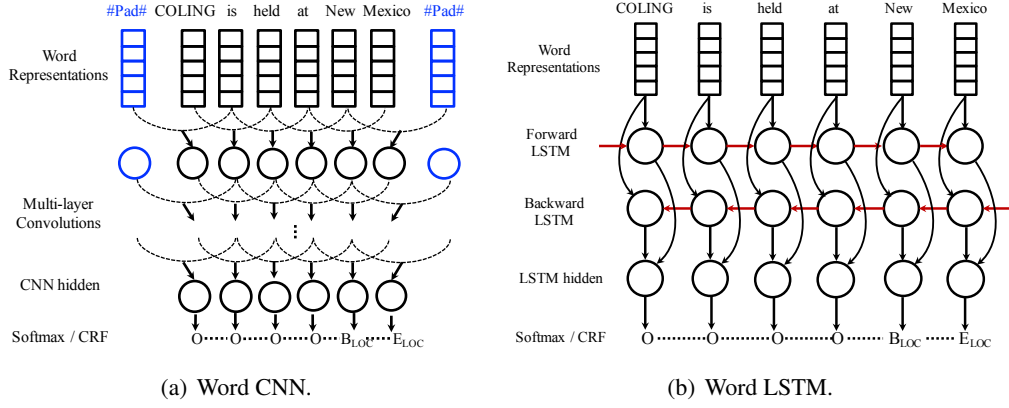 #Pad# COLING is held at New Mexico #Pad#
Word
Representations
Multi-layer
Convolutions
CNN hidden
Softmax / CRF
O O O O B_LOC E_LOC
(a) Word CNN.
COLING is held at New Mexico
Word
Representations
Forward
LSTM
Backward
LSTM
LSTM hidden
Softmax / CRF
O O O O B_LOC E_LOC
(b) Word LSTM.